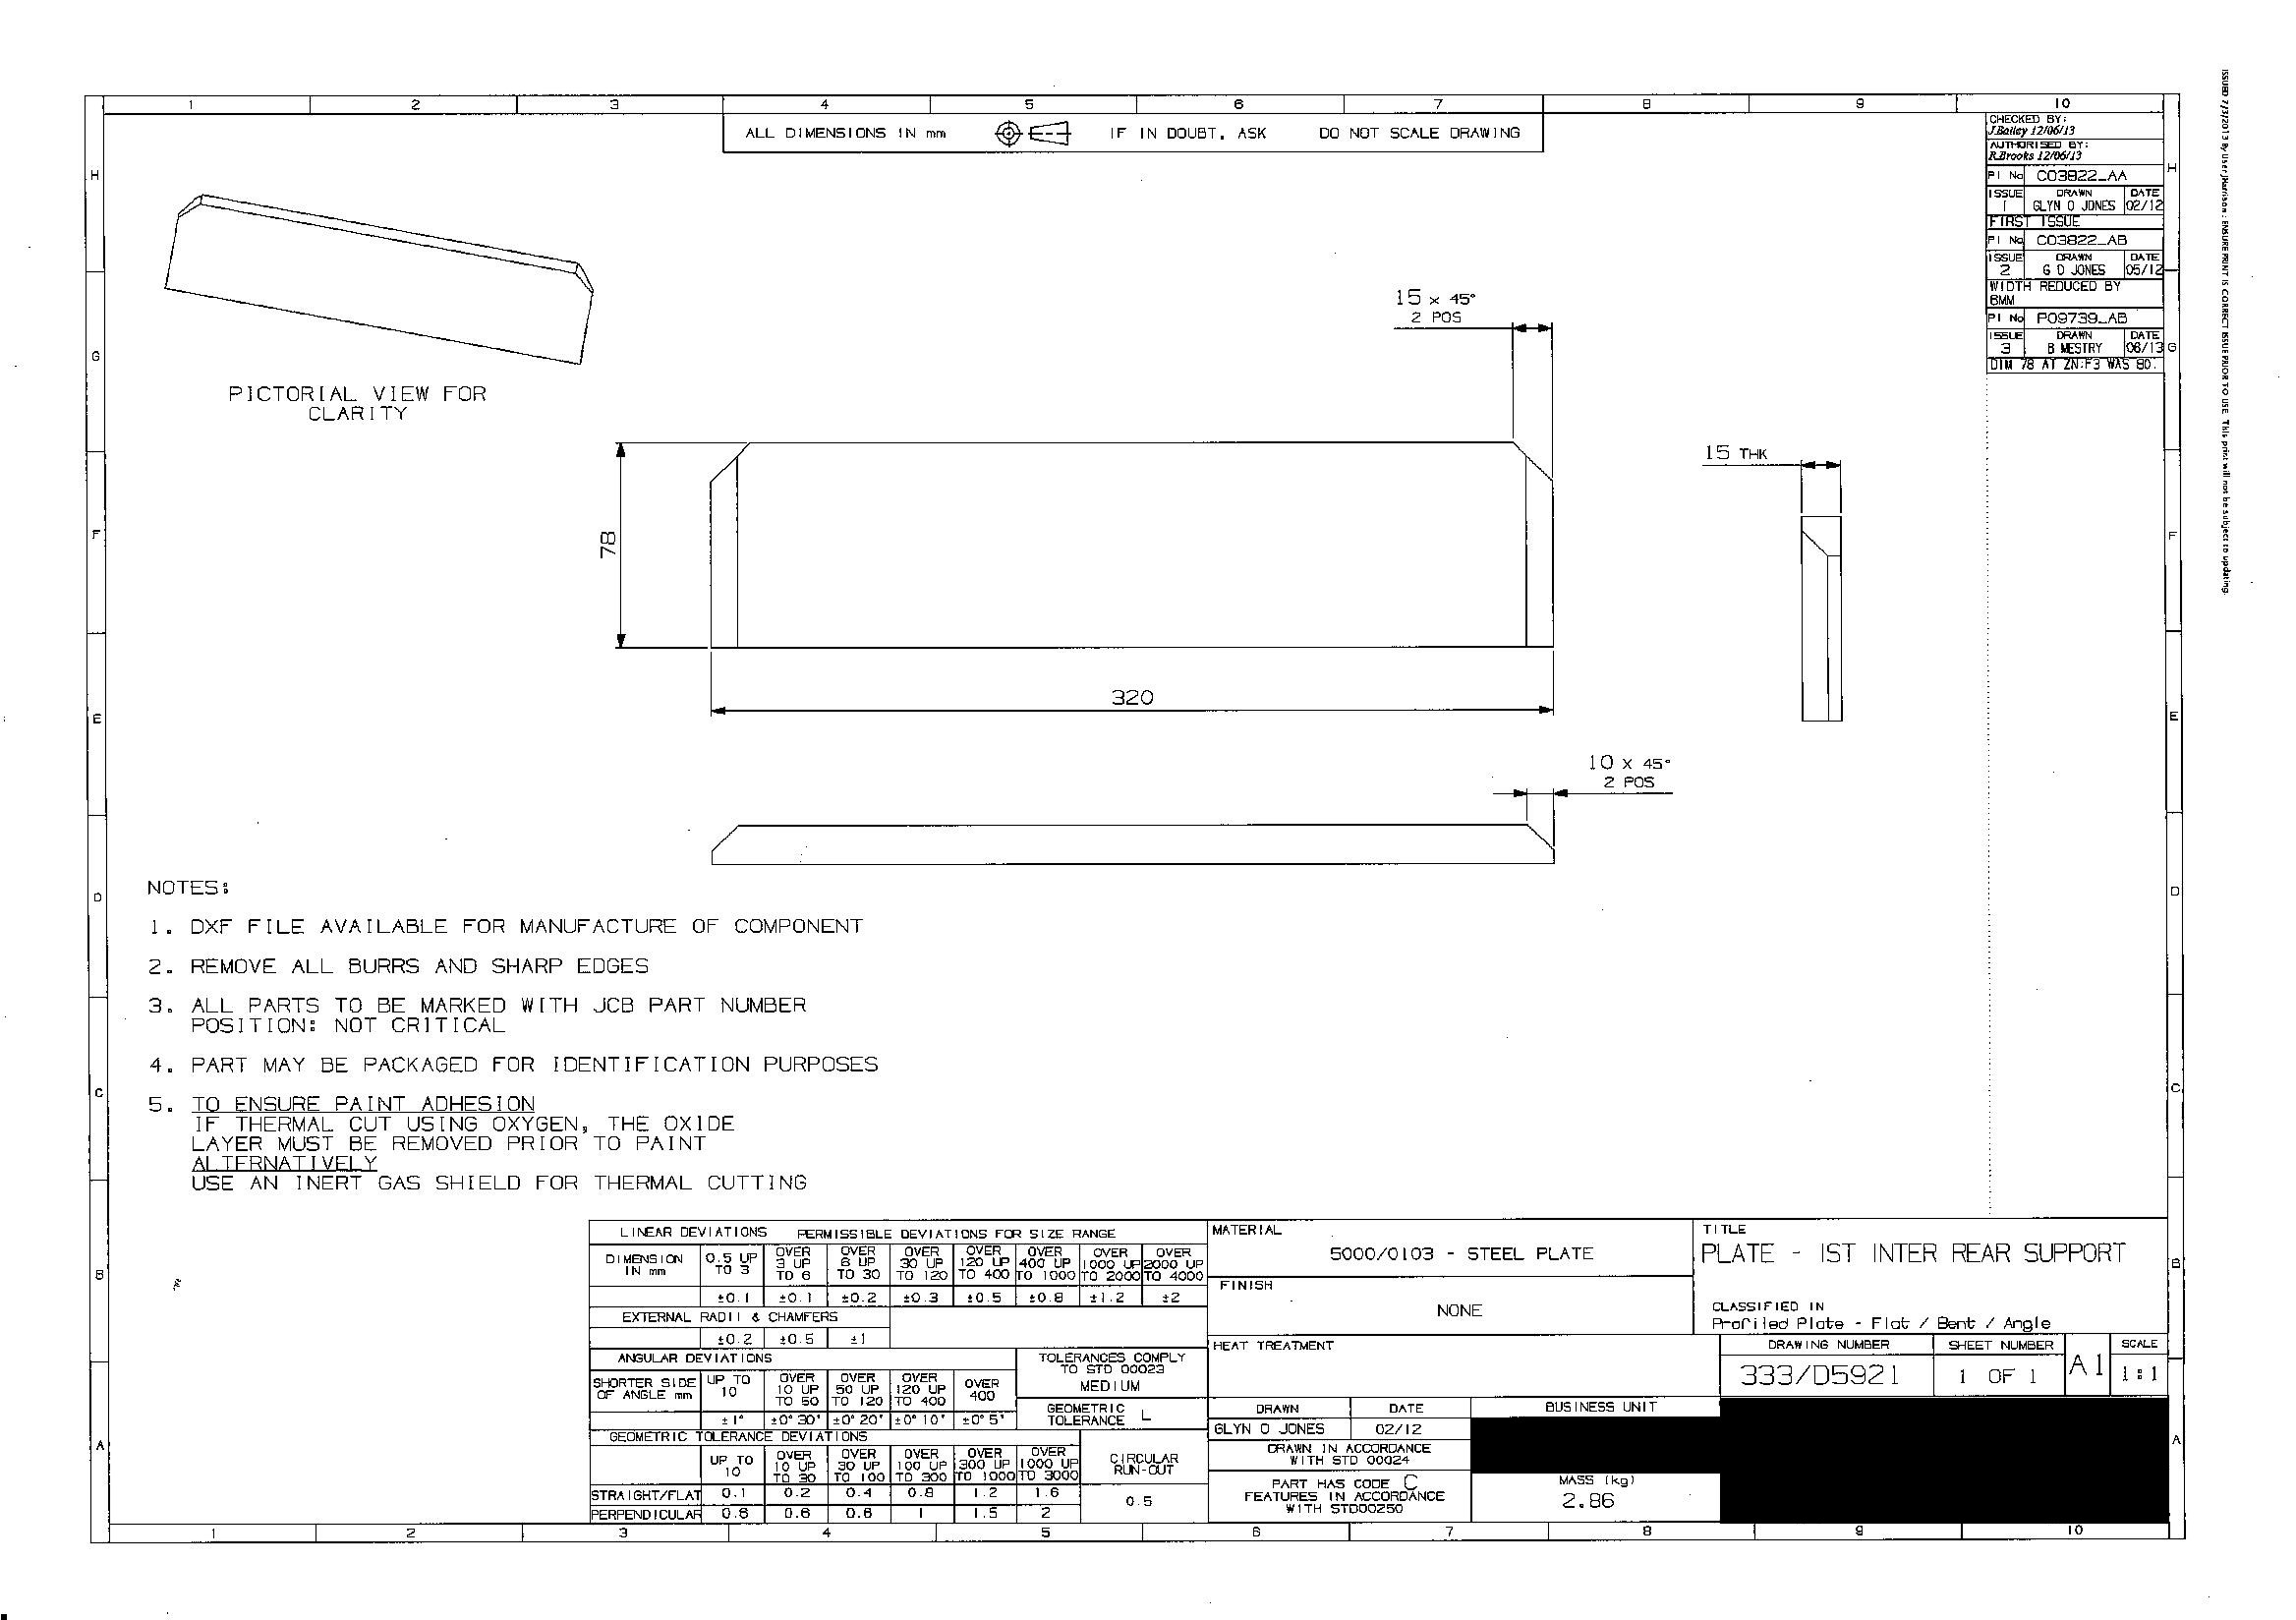 1 2 3 4 5 6 7 8 9 10
ALL DIMENSIONS IN mm IF IN DOUBT, ASK DO NOT SCALE DRAWING
CHECKED BY:
J.Bailey 12/06/13
AUTHORISED BY:
R.Brooks 12/06/13
PI No C03822_AA
ISSUE DRAWN DATE
1 GLYN O JONES 02/12
FIRST ISSUE
PI No C03822_AB
ISSUE DRAWN DATE
2 G O JONES 05/12
WIDTH REDUCED BY
6MM
PI No P09739_AB
ISSUE DRAWN DATE
3 B MESTRY 06/13
DIM 78 AT ZN:F3 WAS 80.
ISSUED 7/3/2013 By User: jHarrison : ENSURE PRINT IS CORRECT ISSUE PRIOR TO USE. This print will not be subject to updating.
H
G
F
E
D
C
B
A
H
G
F
E
D
C
B
A
PICTORIAL VIEW FOR
CLARITY
15 x 45°
2 POS
15 THK
78
320
10 X 45°
2 POS
NOTES:
1. DXF FILE AVAILABLE FOR MANUFACTURE OF COMPONENT
2. REMOVE ALL BURRS AND SHARP EDGES
3. ALL PARTS TO BE MARKED WITH JCB PART NUMBER
POSITION: NOT CRITICAL
4. PART MAY BE PACKAGED FOR IDENTIFICATION PURPOSES
5. TO ENSURE PAINT ADHESION
IF THERMAL CUT USING OXYGEN, THE OXIDE
LAYER MUST BE REMOVED PRIOR TO PAINT
ALTERNATIVELY
USE AN INERT GAS SHIELD FOR THERMAL CUTTING
LINEAR DEVIATIONS PERMISSIBLE DEVIATIONS FOR SIZE RANGE
DIMENSION IN mm 0.5 UP TO 3 OVER 3 UP TO 6 OVER 6 UP TO 30 OVER 30 UP TO 120 OVER 120 UP TO 400 OVER 400 UP TO 1000 OVER 1000 UP TO 2000 OVER 2000 UP TO 4000
±0.1 ±0.1 ±0.2 ±0.3 ±0.5 ±0.8 ±1.2 ±2
EXTERNAL RADII & CHAMFERS
±0.2 ±0.5 ±1
ANGULAR DEVIATIONS
SHORTER SIDE OF ANGLE mm UP TO 10 OVER 10 UP TO 50 OVER 50 UP TO 120 OVER 120 UP TO 400 OVER 400
±1° ±0°30' ±0°20' ±0°10' ±0°5'
TOLERANCES COMPLY
TO STD 00023
MEDIUM
GEOMETRIC
TOLERANCE L
GEOMETRIC TOLERANCE DEVIATIONS
UP TO 10 OVER 10 UP TO 30 OVER 30 UP TO 100 OVER 100 UP TO 300 OVER 300 UP TO 1000 OVER 1000 UP TO 3000
STRAIGHT/FLAT 0.1 0.2 0.4 0.8 1.2 1.6
PERPENDICULAR 0.6 0.6 0.6 1 1.5 2
CIRCULAR
RUN-OUT
0.5
MATERIAL
5000/0103 - STEEL PLATE
FINISH
NONE
HEAT TREATMENT
DRAWN DATE
GLYN O JONES 02/12
DRAWN IN ACCORDANCE
WITH STD 00024
PART HAS CODE C
FEATURES IN ACCORDANCE
WITH STD00250
BUSINESS UNIT
MASS (kg)
2.86
TITLE
PLATE - 1ST INTER REAR SUPPORT
CLASSIFIED IN
Profiled Plate - Flat / Bent / Angle
DRAWING NUMBER SHEET NUMBER SCALE
333/D5921 1 OF 1 A1 1:1
1 2 3 4 5 6 7 8 9 10